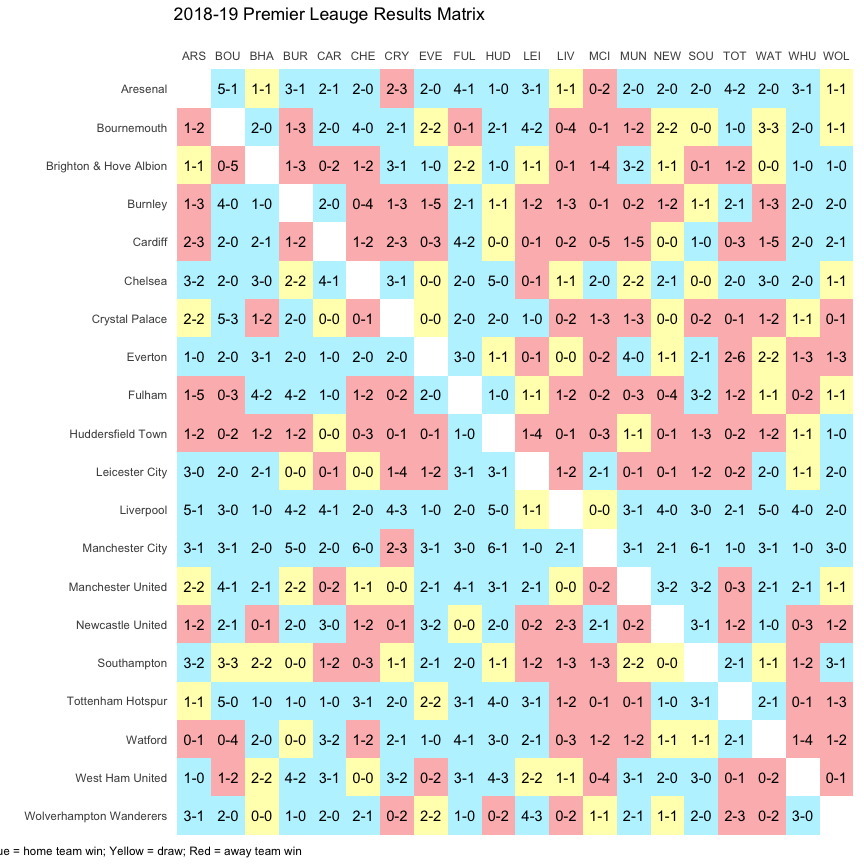 2018-19 Premier Leauge Results Matrix
ARS BOU BHA BUR CAR CHE CRY EVE FUL HUD LEI LIV MCI MUN NEW SOU TOT WAT WHU WOL
Aresenal 5-1 1-1 3-1 2-1 2-0 2-3 2-0 4-1 1-0 3-1 1-1 0-2 2-0 2-0 2-0 4-2 2-0 3-1 1-1
Bournemouth 1-2 2-0 1-3 2-0 4-0 2-1 2-2 0-1 2-1 4-2 0-4 0-1 1-2 2-2 0-0 1-0 3-3 2-0 1-1
Brighton & Hove Albion 1-1 0-5 1-3 0-2 1-2 3-1 1-0 2-2 1-0 1-1 0-1 1-4 3-2 1-1 0-1 1-2 0-0 1-0 1-0
Burnley 1-3 4-0 1-0 2-0 0-4 1-3 1-5 2-1 1-1 1-2 1-3 0-1 0-2 1-2 1-1 2-1 1-3 2-0 2-0
Cardiff 2-3 2-0 2-1 1-2 1-2 2-3 0-3 4-2 0-0 0-1 0-2 0-5 1-5 0-0 1-0 0-3 1-5 2-0 2-1
Chelsea 3-2 2-0 3-0 2-2 4-1 3-1 0-0 2-0 5-0 0-1 1-1 2-0 2-2 2-1 0-0 2-0 3-0 2-0 1-1
Crystal Palace 2-2 5-3 1-2 2-0 0-0 0-1 0-0 2-0 2-0 1-0 0-2 1-3 1-3 0-0 0-2 0-1 1-2 1-1 0-1
Everton 1-0 2-0 3-1 2-0 1-0 2-0 2-0 3-0 1-1 0-1 0-0 0-2 4-0 1-1 2-1 2-6 2-2 1-3 1-3
Fulham 1-5 0-3 4-2 4-2 1-0 1-2 0-2 2-0 1-0 1-1 1-2 0-2 0-3 0-4 3-2 1-2 1-1 0-2 1-1
Huddersfield Town 1-2 0-2 1-2 1-2 0-0 0-3 0-1 0-1 1-0 1-4 0-1 0-3 1-1 0-1 1-3 0-2 1-2 1-1 1-0
Leicester City 3-0 2-0 2-1 0-0 0-1 0-0 1-4 1-2 3-1 3-1 1-2 2-1 0-1 0-1 1-2 0-2 2-0 1-1 2-0
Liverpool 5-1 3-0 1-0 4-2 4-1 2-0 4-3 1-0 2-0 5-0 1-1 0-0 3-1 4-0 3-0 2-1 5-0 4-0 2-0
Manchester City 3-1 3-1 2-0 5-0 2-0 6-0 2-3 3-1 3-0 6-1 1-0 2-1 3-1 2-1 6-1 1-0 3-1 1-0 3-0
Manchester United 2-2 4-1 2-1 2-2 0-2 1-1 0-0 2-1 4-1 3-1 2-1 0-0 0-2 3-2 3-2 0-3 2-1 2-1 1-1
Newcastle United 1-2 2-1 0-1 2-0 3-0 1-2 0-1 3-2 0-0 2-0 0-2 2-3 2-1 0-2 3-1 1-2 1-0 0-3 1-2
Southampton 3-2 3-3 2-2 0-0 1-2 0-3 1-1 2-1 2-0 1-1 1-2 1-3 1-3 2-2 0-0 2-1 1-1 1-2 3-1
Tottenham Hotspur 1-1 5-0 1-0 1-0 1-0 3-1 2-0 2-2 3-1 4-0 3-1 1-2 0-1 0-1 1-0 3-1 2-1 0-1 1-3
Watford 0-1 0-4 2-0 0-0 3-2 1-2 2-1 1-0 4-1 3-0 2-1 0-3 1-2 1-2 1-1 1-1 2-1 1-4 1-2
West Ham United 1-0 1-2 2-2 4-2 3-1 0-0 3-2 0-2 3-1 4-3 2-2 1-1 0-4 3-1 2-0 3-0 0-1 0-2 0-1
Wolverhampton Wanderers 3-1 2-0 0-0 1-0 2-0 2-1 0-2 2-2 1-0 0-2 4-3 0-2 1-1 2-1 1-1 2-0 2-3 0-2 3-0
ue = home team win; Yellow = draw; Red = away team win